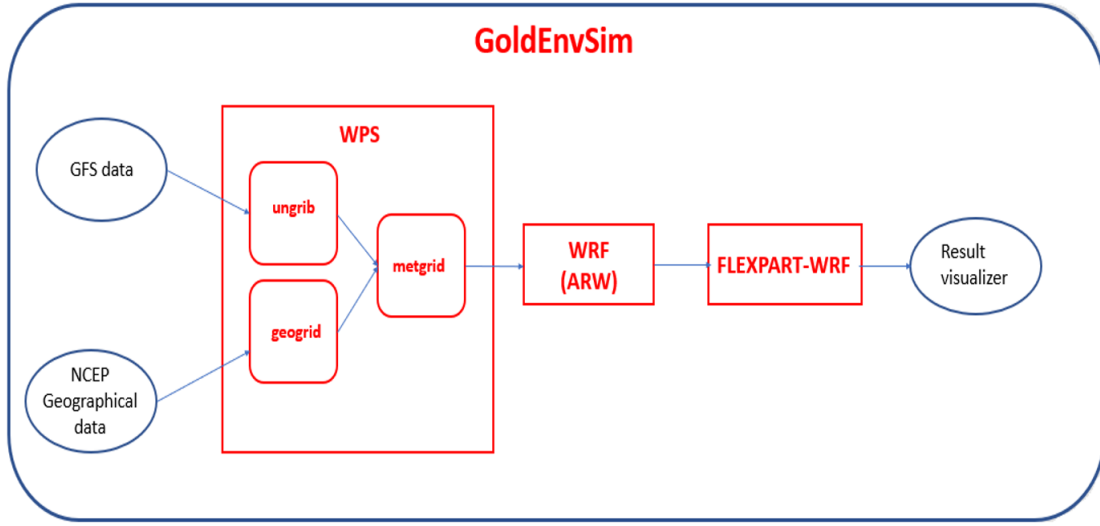 GoldEnvSim
GFS data
WPS
ungrib
metgrid
geogrid
NCEP
Geographical
data
WRF
(ARW)
FLEXPART-WRF
Result
visualizer